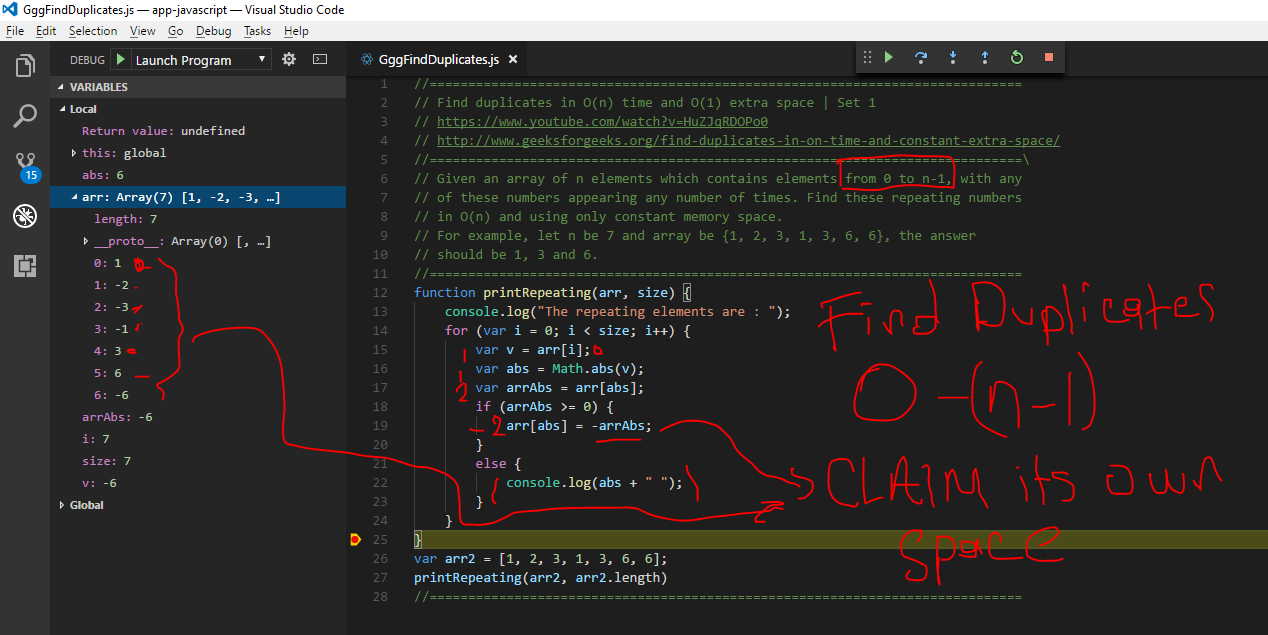 GggFindDuplicates.js — app-javascript — Visual Studio Code
File Edit Selection View Go Debug Tasks Help
DEBUG Launch Program
GggFindDuplicates.js
VARIABLES
Local
Return value: undefined
this: global
abs: 6
arr: Array(7) [1, -2, -3, …]
length: 7
__proto__: Array(0) [, …]
0: 1
1: -2
2: -3
3: -1
4: 3
5: 6
6: -6
arrAbs: -6
i: 7
size: 7
v: -6
Global
15
1 //==========================================================================
2 // Find duplicates in O(n) time and O(1) extra space | Set 1
3 // https://www.youtube.com/watch?v=HuZJqRDOPo0
4 // http://www.geeksforgeeks.org/find-duplicates-in-on-time-and-constant-extra-space/
5 //==========================================================================\
6 // Given an array of n elements which contains elements from 0 to n-1, with any
7 // of these numbers appearing any number of times. Find these repeating numbers
8 // in O(n) and using only constant memory space.
9 // For example, let n be 7 and array be {1, 2, 3, 1, 3, 6, 6}, the answer
10 // should be 1, 3 and 6.
11 //==========================================================================
12 function printRepeating(arr, size) {
13 console.log("The repeating elements are : ");
14 for (var i = 0; i < size; i++) {
15 var v = arr[i];
16 var abs = Math.abs(v);
17 var arrAbs = arr[abs];
18 if (arrAbs >= 0) {
19 arr[abs] = -arrAbs;
20 }
21 else {
22 console.log(abs + " ");
23 }
24 }
25 }
26 var arr2 = [1, 2, 3, 1, 3, 6, 6];
27 printRepeating(arr2, arr2.length)
28 //==========================================================================
0
1
1
2
-2
Find Duplicates
0-(n-1)
CLAIM its own
space